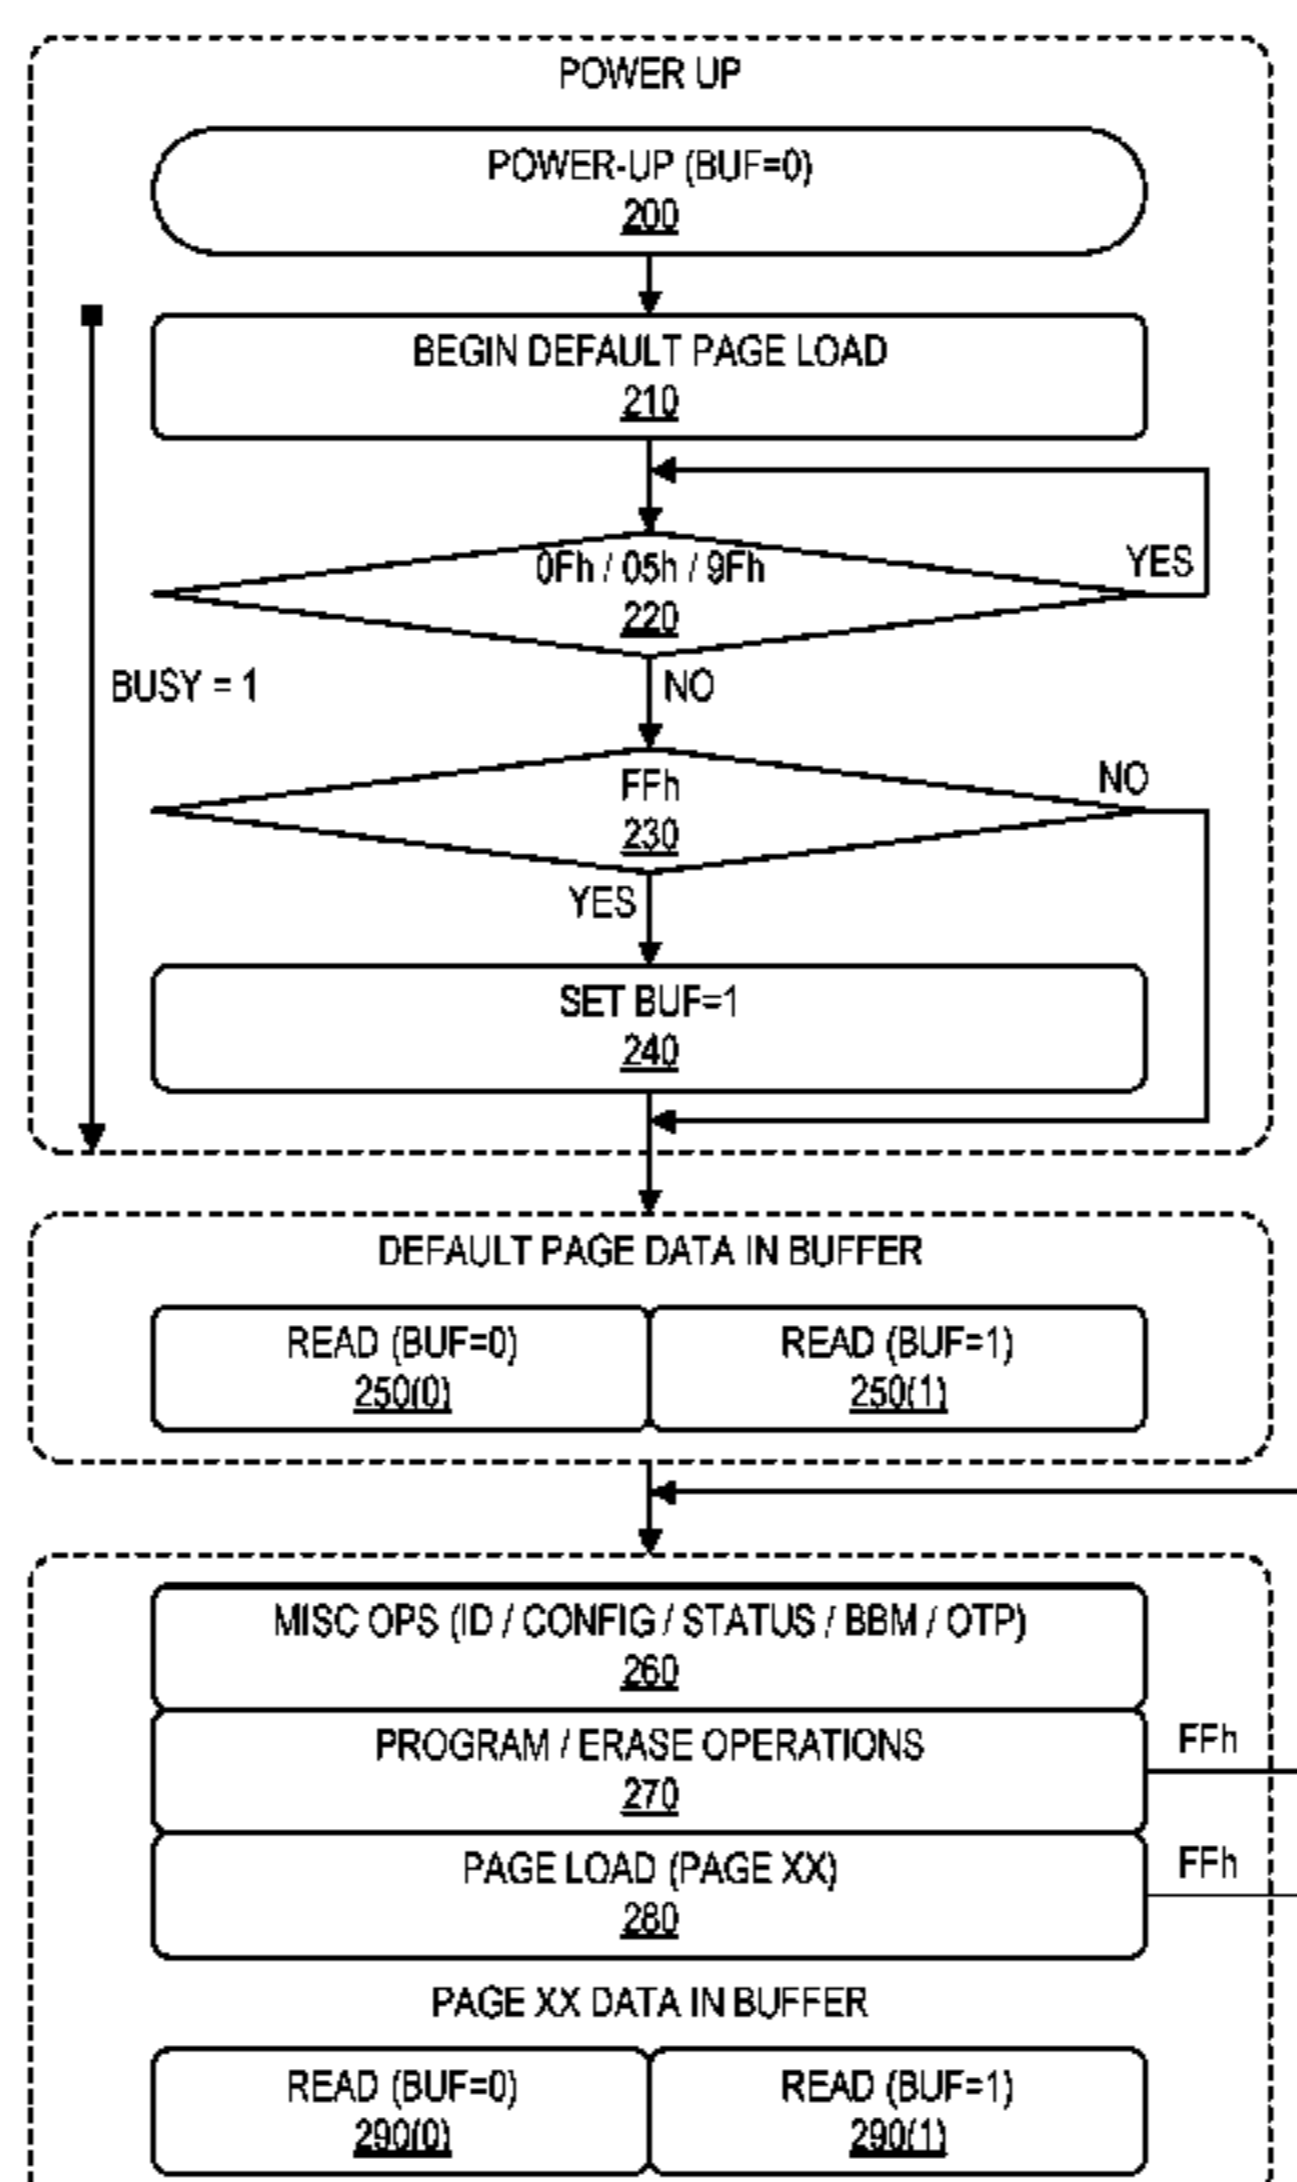 POWER UP
POWER-UP (BUF=0)
200
BEGIN DEFAULT PAGE LOAD
210
0Fh / 05h / 9Fh
220
YES
NO
BUSY = 1
FFh
230
NO
YES
SET BUF=1
240
DEFAULT PAGE DATA IN BUFFER
READ (BUF=0)
250(0)
READ (BUF=1)
250(1)
MISC OPS (ID / CONFIG / STATUS / BBM / OTP)
260
PROGRAM / ERASE OPERATIONS
270
FFh
PAGE LOAD (PAGE XX)
280
FFh
PAGE XX DATA IN BUFFER
READ (BUF=0)
290(0)
READ (BUF=1)
290(1)